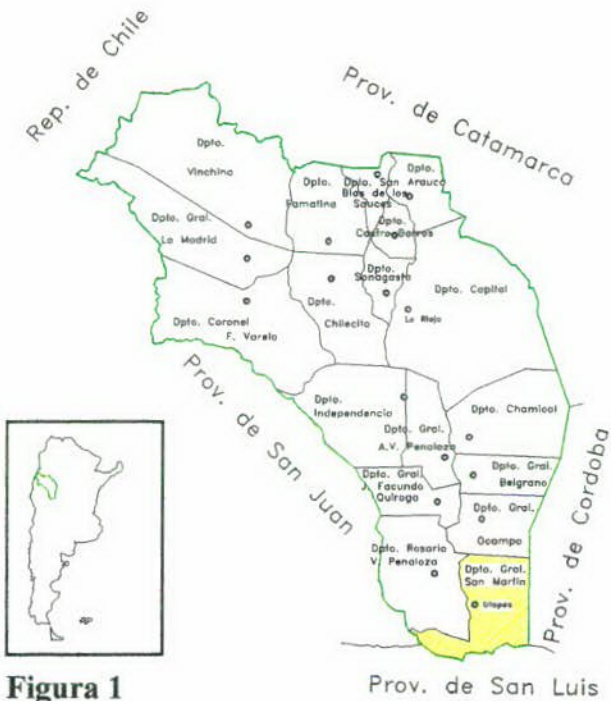 Rep. de Chile
Prov. de Catamarca
Dpto.
Vinchina
Dpto.
Famatina
Dpto. San
Blas de los
Sauces
Dpto.
Arauco
Dpto. Gral.
La Madrid
Dpto.
Castro Barros
Dpto.
Sanagasta
Dpto. Capital
La Rioja
Dpto. Coronel
F. Varela
Dpto.
Chilecito
Prov. de San Juan
Dpto.
Independencia
Dpto. Gral.
A.V. Penaloza
Dpto. Chamical
Dpto. Gral.
Belgrano
Dpto. Gral.
J. Facundo
Quiroga
Dpto. Gral.
Ocampo
Prov. de Cordoba
Dpto. Rosario
V. Penaloza
Dpto. Gral.
San Martin
Ulapes
Figura 1
Prov. de San Luis